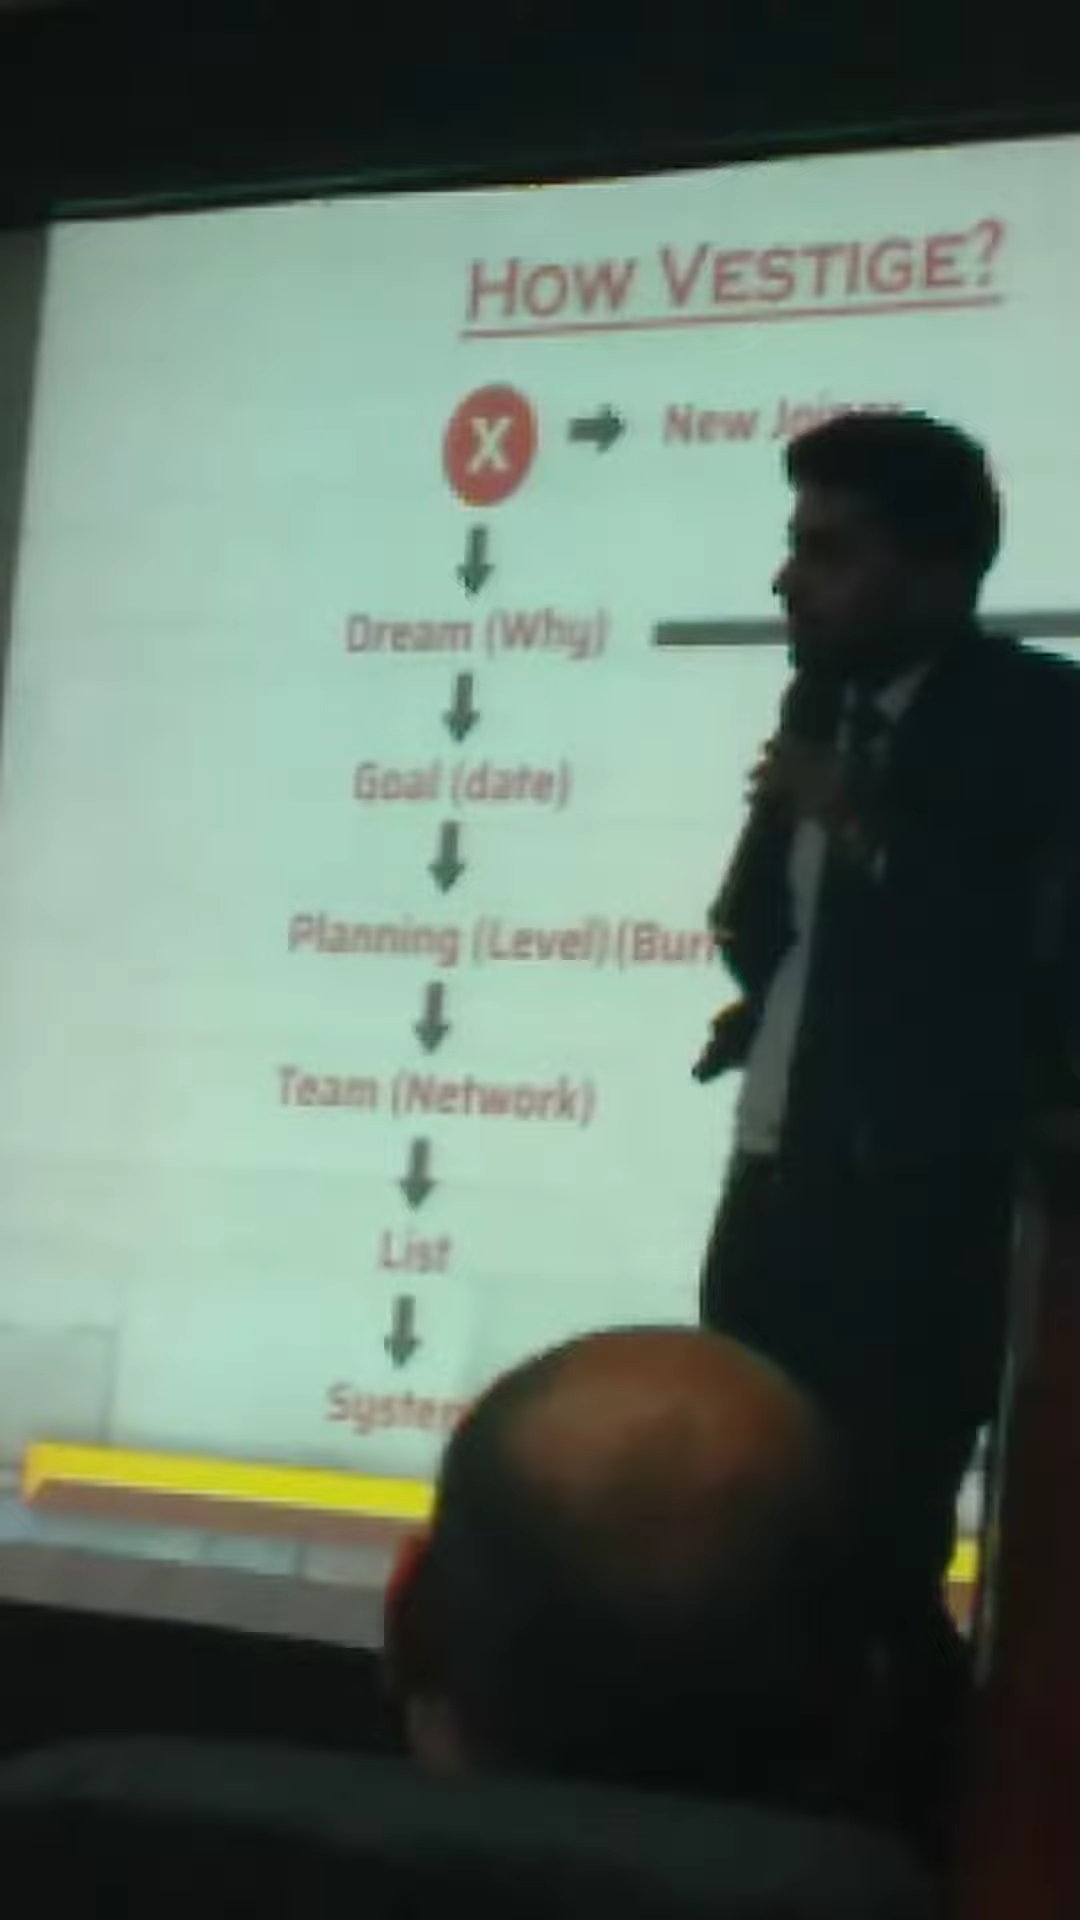 HOW VESTIGE?
X New
Dream (Why)
Goal (date)
Planning (Level)
Team (Network)
List